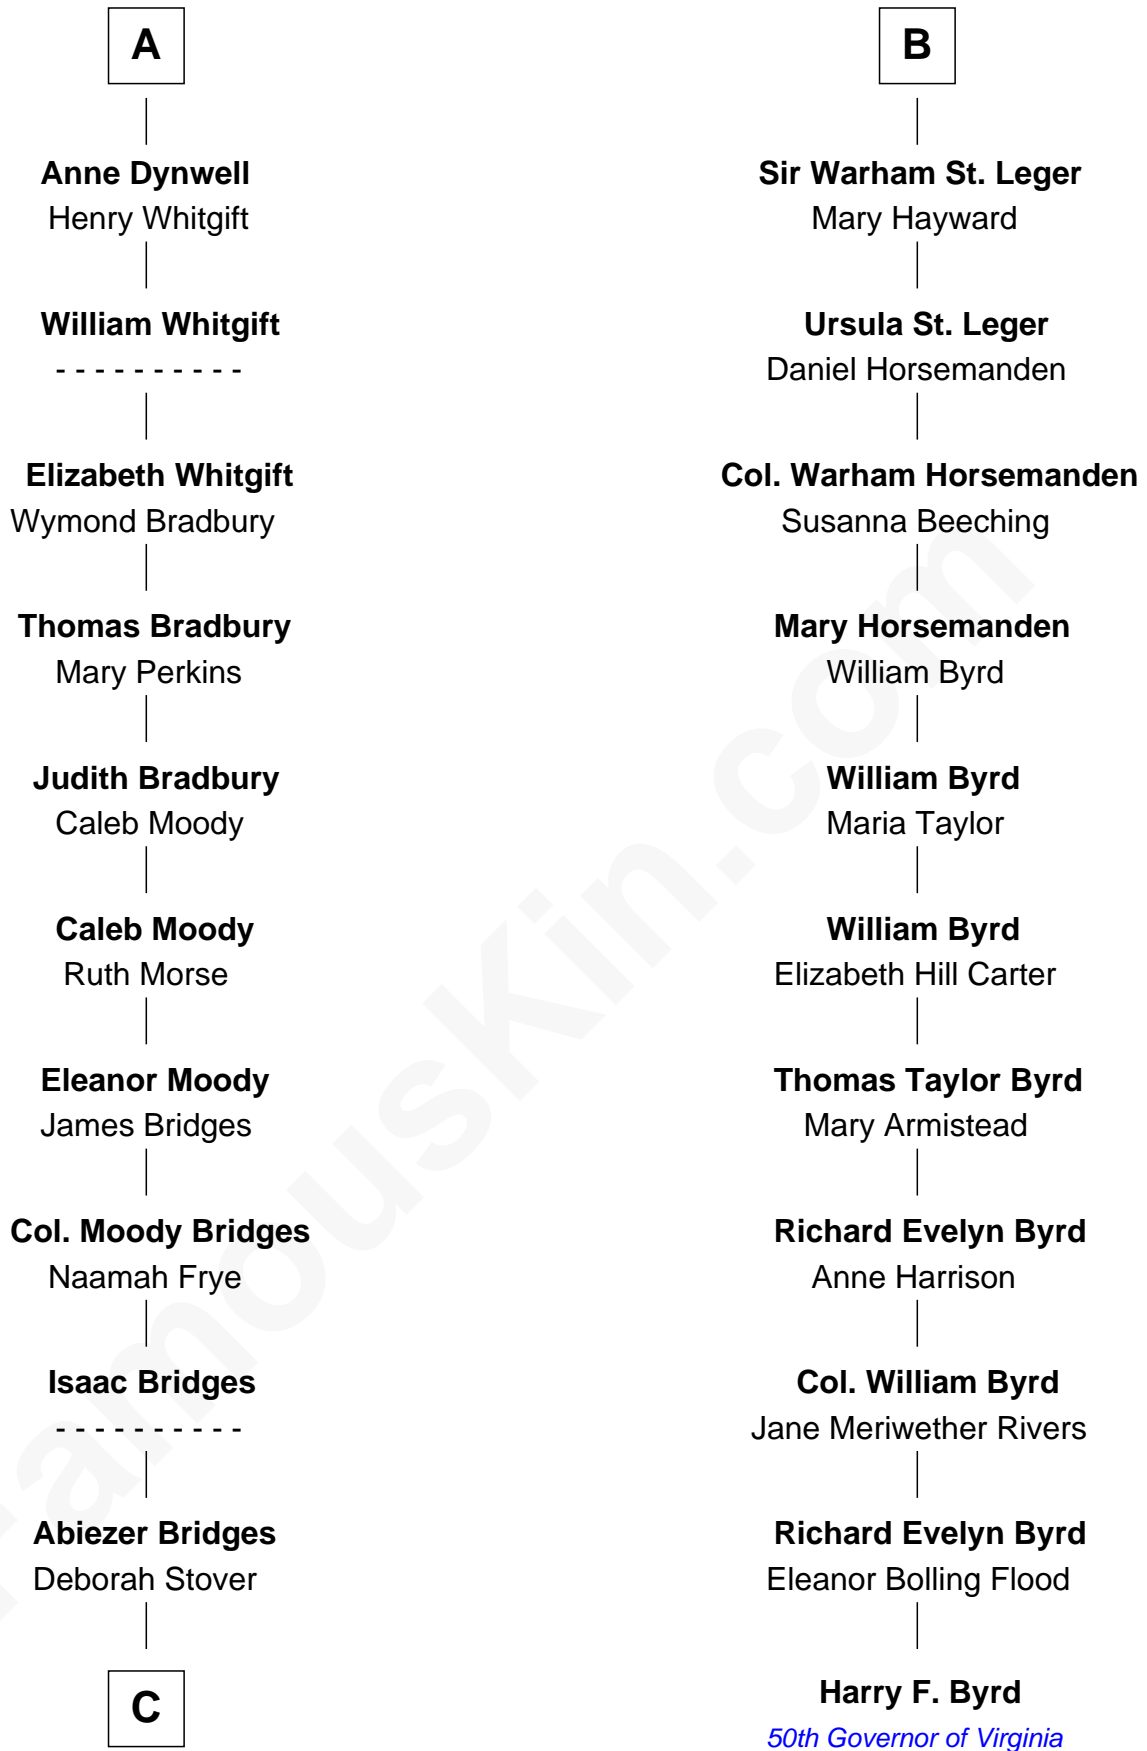 A
Anne Dynwell
Henry Whitgift
William Whitgift
- - - - - - - - - -
Elizabeth Whitgift
Wymond Bradbury
Thomas Bradbury
Mary Perkins
Judith Bradbury
Caleb Moody
Caleb Moody
Ruth Morse
Eleanor Moody
James Bridges
Col. Moody Bridges
Naamah Frye
Isaac Bridges
- - - - - - - - - -
Abiezer Bridges
Deborah Stover
C
B
Sir Warham St. Leger
Mary Hayward
Ursula St. Leger
Daniel Horsemanden
Col. Warham Horsemanden
Susanna Beeching
Mary Horsemanden
William Byrd
William Byrd
Maria Taylor
William Byrd
Elizabeth Hill Carter
Thomas Taylor Byrd
Mary Armistead
Richard Evelyn Byrd
Anne Harrison
Col. William Byrd
Jane Meriwether Rivers
Richard Evelyn Byrd
Eleanor Bolling Flood
Harry F. Byrd
50th Governor of Virginia
FamousKin.com